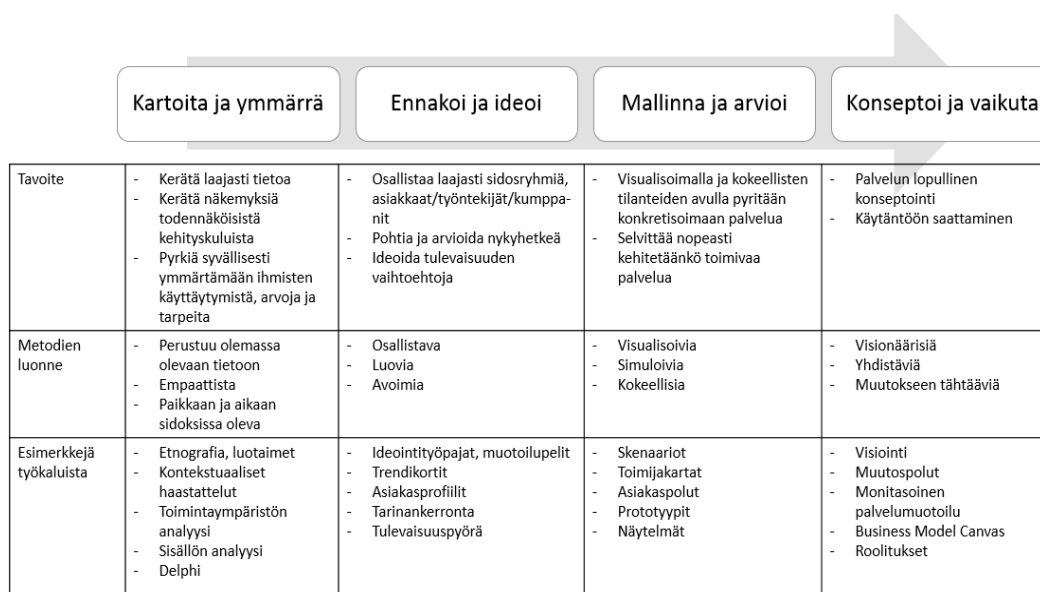 Kartoita ja ymmärrä
Ennakoi ja ideoi
Mallinna ja arvioi
Konseptoi ja vaikuta
Tavoite
- Kerätä laajasti tietoa
- Kerätä näkemyksiä
todennäköisistä
kehityskuluista
- Pyrkiä syvällisesti
ymmärtämään ihmisten
käyttäytymistä, arvoja ja
tarpeita
- Osallistaa laajasti sidosryhmiä,
asiakkaat/työntekijät/kumppa-
nit
- Pohtia ja arvioida nykyhetkeä
- Ideoida tulevaisuuden
vaihtoehtoja
- Visualisoimalla ja kokeellisten
tilanteiden avulla pyritään
konkretisoimaan palvelua
- Selvittää nopeasti
kehitetäänkö toimivaa
palvelua
- Palvelun lopullinen
konseptointi
- Käytäntöön saattaminen
Metodien
luonne
- Perustuu olemassa
olevaan tietoon
- Empaattista
- Paikkaan ja aikaan
sidoksissa oleva
- Osallistava
- Luovia
- Avoimia
- Visualisoivia
- Simuloivia
- Kokeellisia
- Visionäärisiä
- Yhdistäviä
- Muutokseen tähtääviä
Esimerkkejä
työkaluista
- Etnografia, luotaimet
- Kontekstuaaliset
haastattelut
- Toimintaympäristön
analyysi
- Sisällön analyysi
- Delphi
- Ideointityöpajat, muotoilupelit
- Trendikortit
- Asiakasprofiilit
- Tarinankerronta
- Tulevaisuuspyörä
- Skenaariot
- Toimijakartat
- Asiakaspolut
- Prototyypit
- Näytelmät
- Visiointi
- Muutospolut
- Monitasoinen
palvelumuotoilu
- Business Model Canvas
- Roolitukset